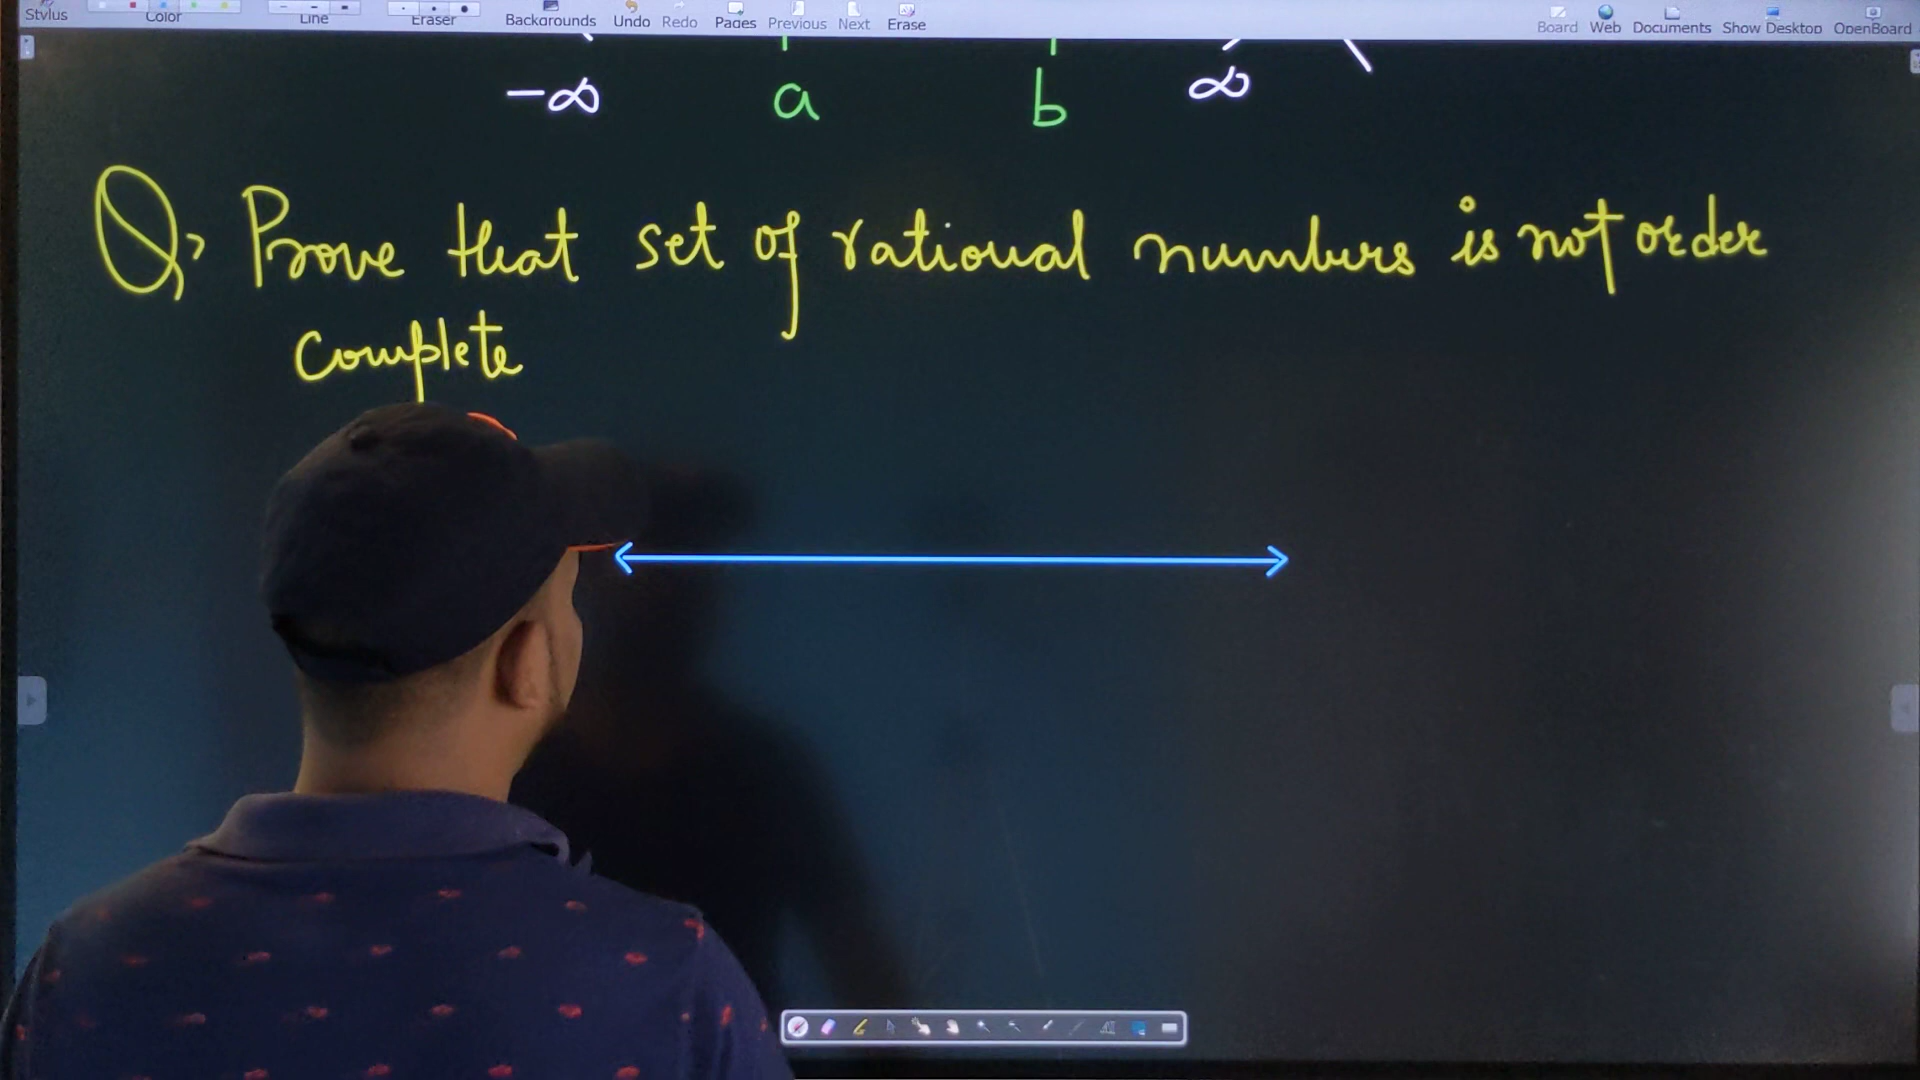 Stylus Color Line Eraser Backgrounds Undo Redo Pages Previous Next Erase Board Web Documents Show Desktop OpenBoard
-∞ a b ∞
Q, Prove that set of rational numbers is not order
complete